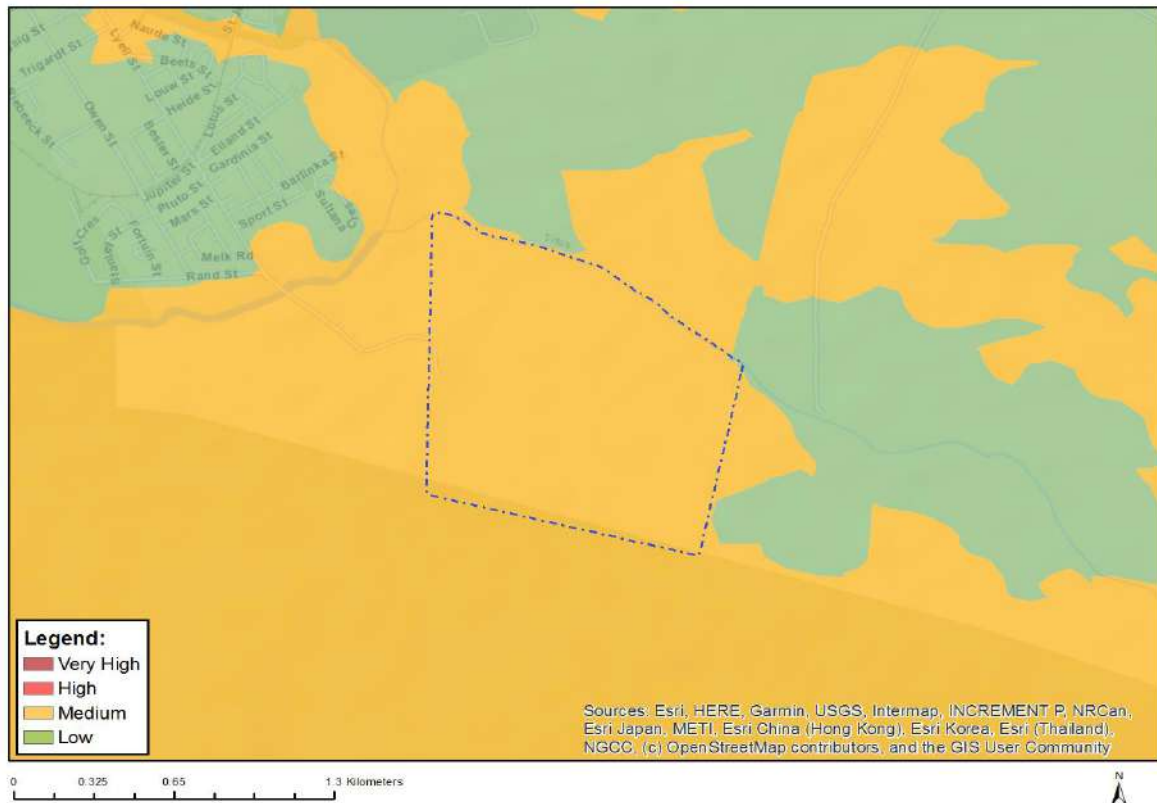 Naude St
Lyell St
Trigardt St
Beets St
Louw St
Heide St
Lotus St
Owen St
Bester St
Eiland St
Gardinia St
Barlinka St
Jupiter St
Pluto St
Mars St
Sport St
Sultana
Cres
Golf Cres
Fortuin St
Melk Rd
Rand St
Legend:
Very High
High
Medium
Low
Sources: Esri, HERE, Garmin, USGS, Intermap, INCREMENT P, NRCan,
Esri Japan, METI, Esri China (Hong Kong), Esri Korea, Esri (Thailand),
NGCC, (c) OpenStreetMap contributors, and the GIS User Community
0 0.325 0.65 1.3 Kilometers
N